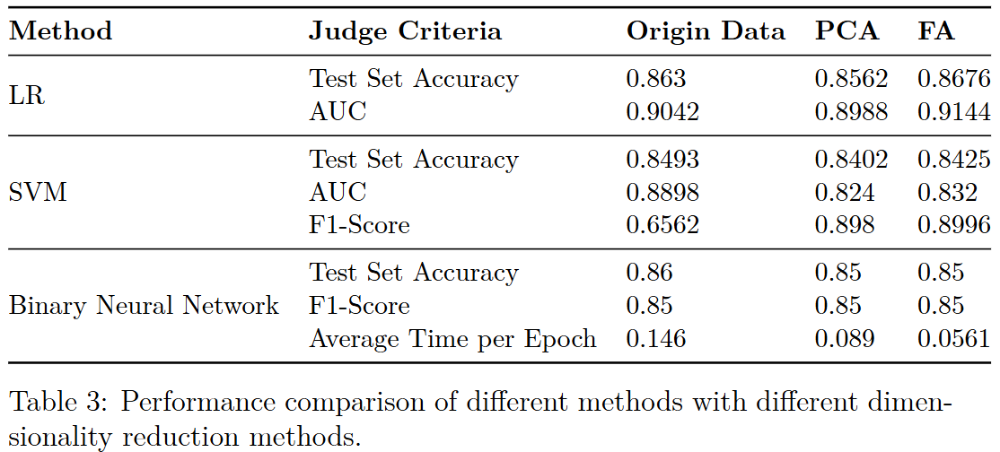 Method Judge Criteria Origin Data PCA FA
LR
Test Set Accuracy 0.863 0.8562 0.8676
AUC 0.9042 0.8988 0.9144
SVM
Test Set Accuracy 0.8493 0.8402 0.8425
AUC 0.8898 0.824 0.832
F1-Score 0.6562 0.898 0.8996
Binary Neural Network
Test Set Accuracy 0.86 0.85 0.85
F1-Score 0.85 0.85 0.85
Average Time per Epoch 0.146 0.089 0.0561
Table 3: Performance comparison of different methods with different dimen-
sionality reduction methods.